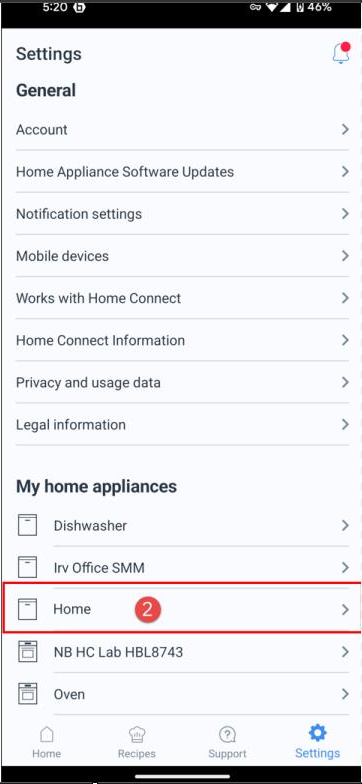 5:20
46%
Settings
General
Account
Home Appliance Software Updates
Notification settings
Mobile devices
Works with Home Connect
Home Connect Information
Privacy and usage data
Legal information
My home appliances
Dishwasher
Irv Office SMM
Home 2
NB HC Lab HBL8743
Oven
Home Recipes Support Settings